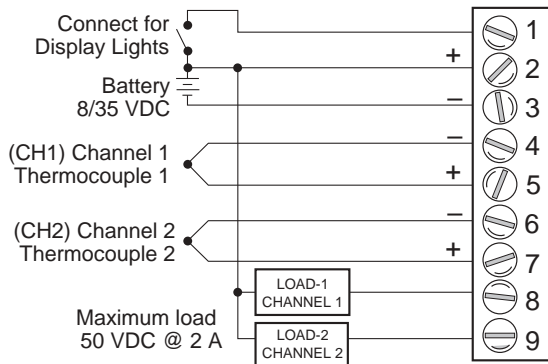 Connect for
Display Lights
Battery
8/35 VDC
(CH1) Channel 1
Thermocouple 1
(CH2) Channel 2
Thermocouple 2
Maximum load
50 VDC @ 2 A
+
−
−
+
−
+
LOAD-1
CHANNEL 1
LOAD-2
CHANNEL 2
1
2
3
4
5
6
7
8
9